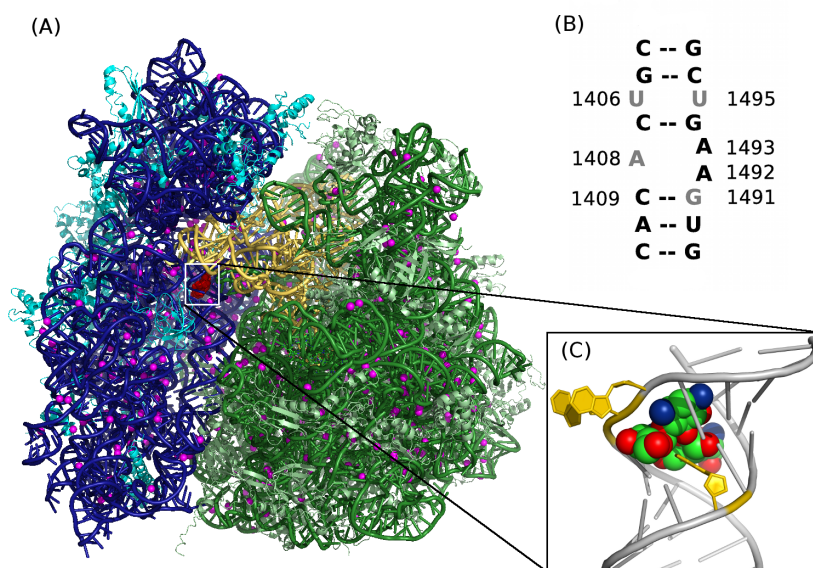 (A)
(B)
C -- G
G -- C
1406 U U 1495
C -- G
A 1493
1408 A
A 1492
1409 C -- G 1491
A -- U
C -- G
(C)